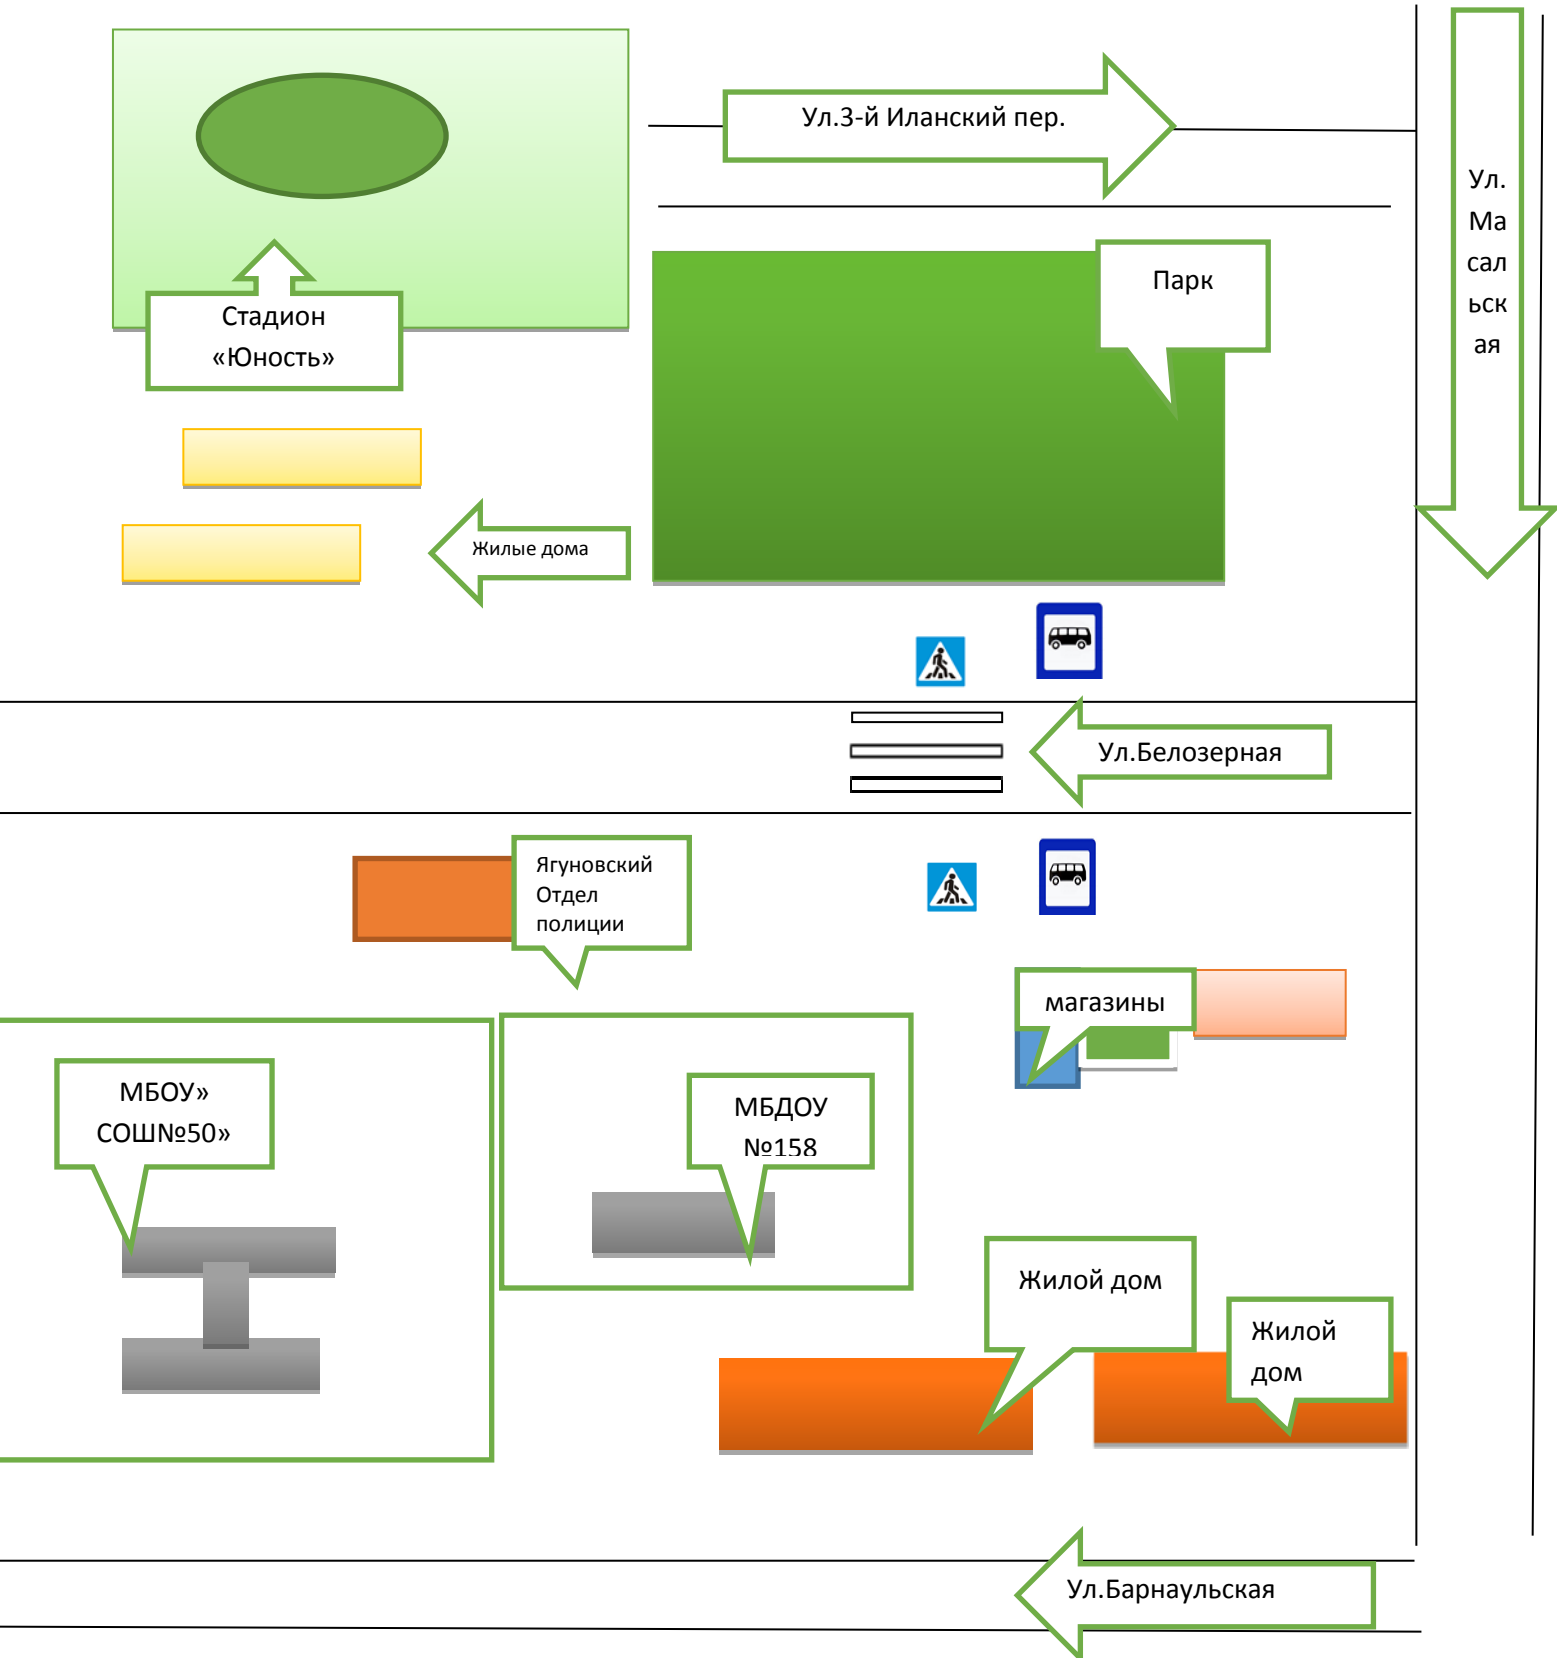 Ул.3-й Иланский пер.
Ул.
Ма
сал
ьск
ая
Парк
Стадион
«Юность»
Жилые дома
Ул.Белозерная
Ягуновский
Отдел
полиции
магазины
МБОУ»
СОШ№50»
МБДОУ
№158
Жилой дом
Жилой
дом
Ул.Барнаульская